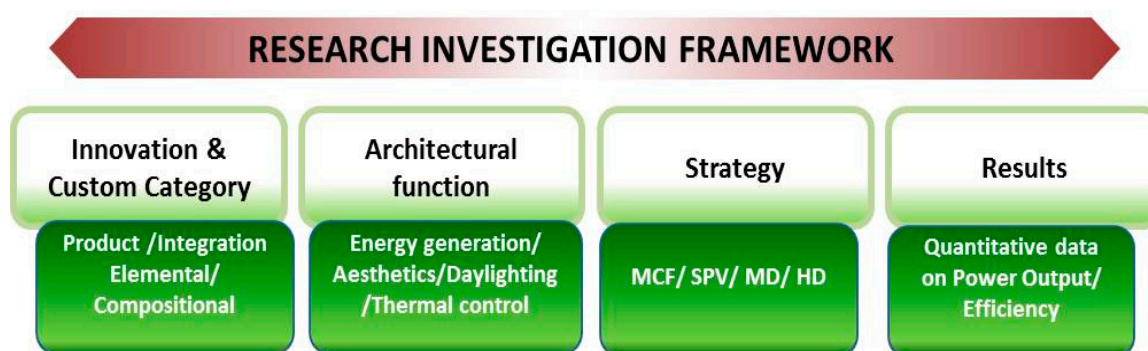 RESEARCH INVESTIGATION FRAMEWORK
Innovation &
Custom Category
Product /Integration
Elemental/
Compositional
Architectural
function
Energy generation/
Aesthetics/Daylighting
/Thermal control
Strategy
MCF/ SPV/ MD/ HD
Results
Quantitative data
on Power Output/
Efficiency